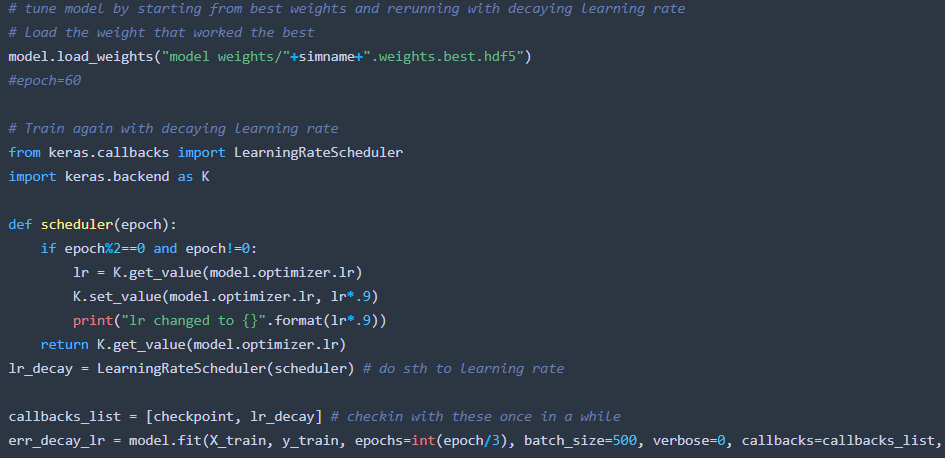 # tune model by starting from best weights and rerunning with decaying learning rate
# Load the weight that worked the best
model.load_weights("model weights/"+simname+".weights.best.hdf5")
#epoch=60

# Train again with decaying learning rate
from keras.callbacks import LearningRateScheduler
import keras.backend as K

def scheduler(epoch):
    if epoch%2==0 and epoch!=0:
        lr = K.get_value(model.optimizer.lr)
        K.set_value(model.optimizer.lr, lr*.9)
        print("lr changed to {}".format(lr*.9))
    return K.get_value(model.optimizer.lr)
lr_decay = LearningRateScheduler(scheduler) # do sth to learning rate

callbacks_list = [checkpoint, lr_decay] # checkin with these once in a while
err_decay_lr = model.fit(X_train, y_train, epochs=int(epoch/3), batch_size=500, verbose=0, callbacks=callbacks_list,